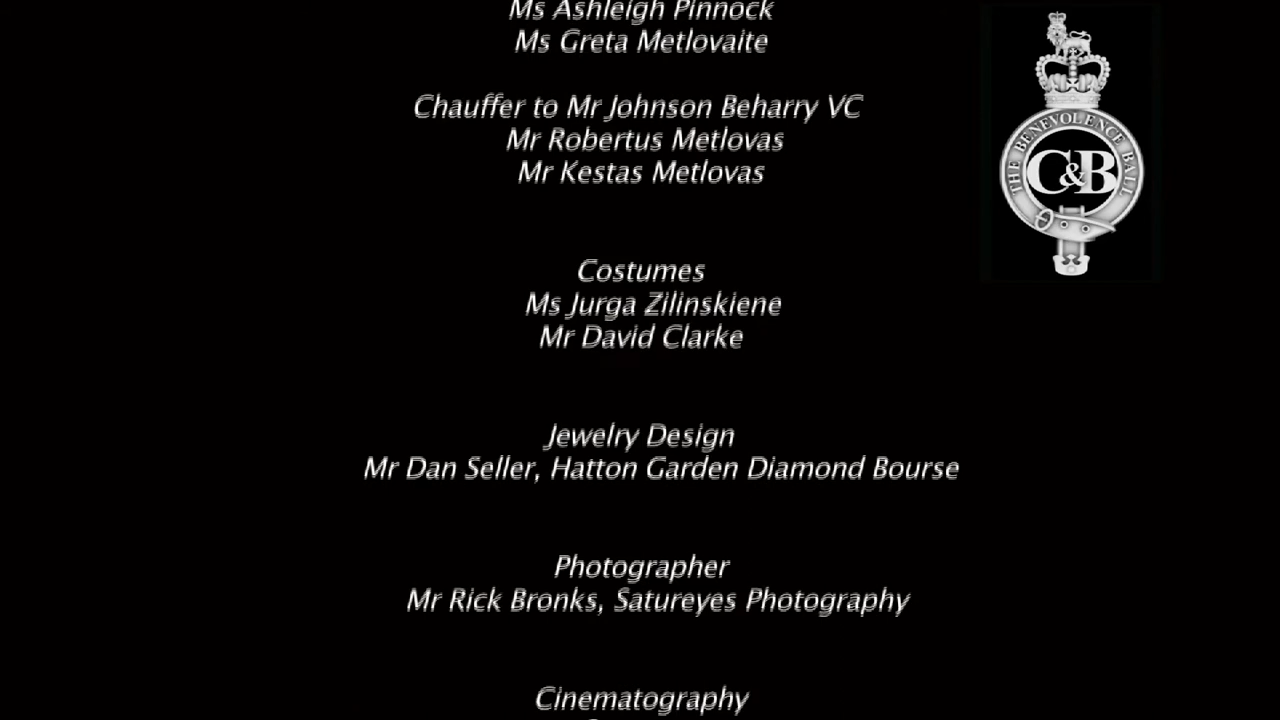 Ms Ashleigh Pinnock
Ms Greta Metlovaite
Chauffer to Mr Johnson Beharry VC
Mr Robertus Metlovas
Mr Kestas Metlovas
Costumes
Ms Jurga Zilinskiene
Mr David Clarke
Jewelry Design
Mr Dan Seller, Hatton Garden Diamond Bourse
Photographer
Mr Rick Bronks, Satureyes Photography
Cinematography
THE BENEVOLENCE BALL
C&B